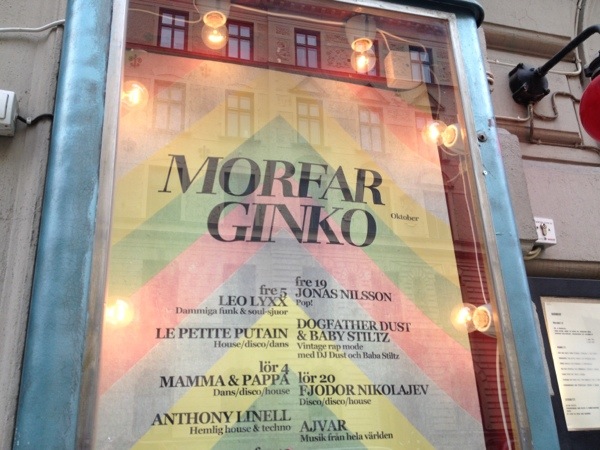 MORFAR
GINKO
Oktober
fre 5
LEO LYXX
Dammiga funk & soul-sjuor
LE PETITE PUTAIN
House/disco/dans
lör 4
MAMMA & PAPPA
Dans/disco/house
ANTHONY LINELL
Hemlig house & techno
fre 19
JONAS NILSSON
Pop!
DOGFATHER DUST
& BABY STILTZ
Vintage rap mode
med DJ Dust och Baba Stiltz
lör 20
FJODOR NIKOLAJEV
Disco/disco/house
AJVAR
Musik från hela världen